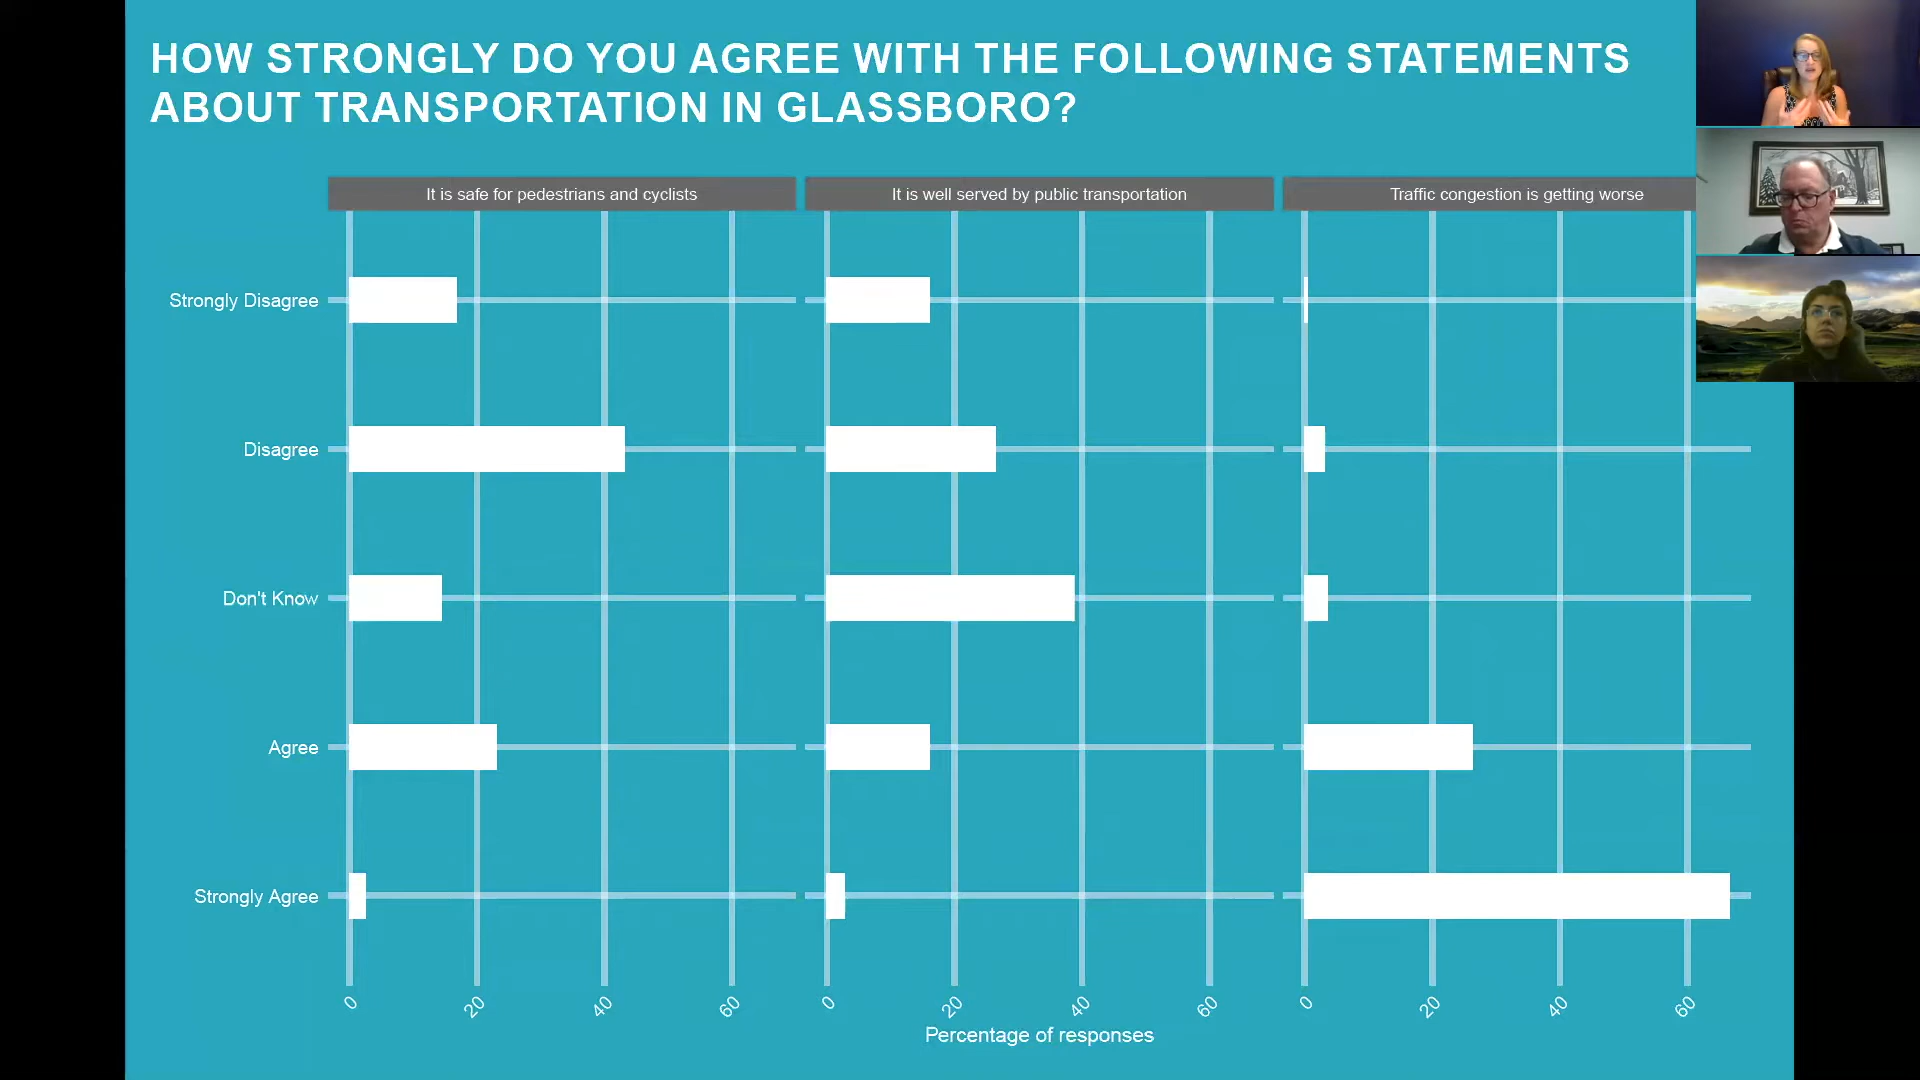 HOW STRONGLY DO YOU AGREE WITH THE FOLLOWING STATEMENTS
ABOUT TRANSPORTATION IN GLASSBORO?
It is safe for pedestrians and cyclists
It is well served by public transportation
Traffic congestion is getting worse
Strongly Disagree
Disagree
Don't Know
Agree
Strongly Agree
0 20 40 60 0 20 40 60 0 20 40 60
Percentage of responses